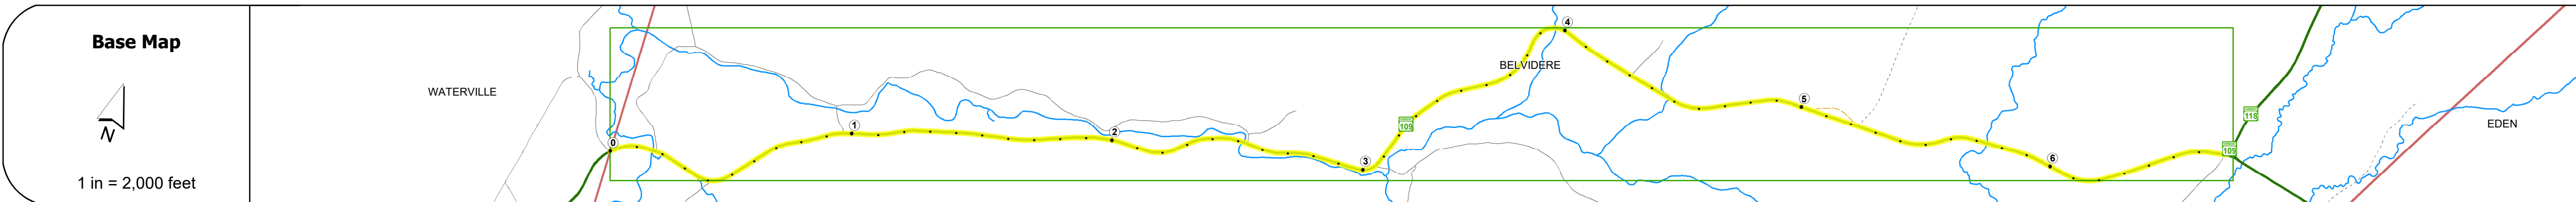 Base Map
N
1 in = 2,000 feet
WATERVILLE
0
1
2
3
109
BELVIDERE
4
5
6
109
118
EDEN